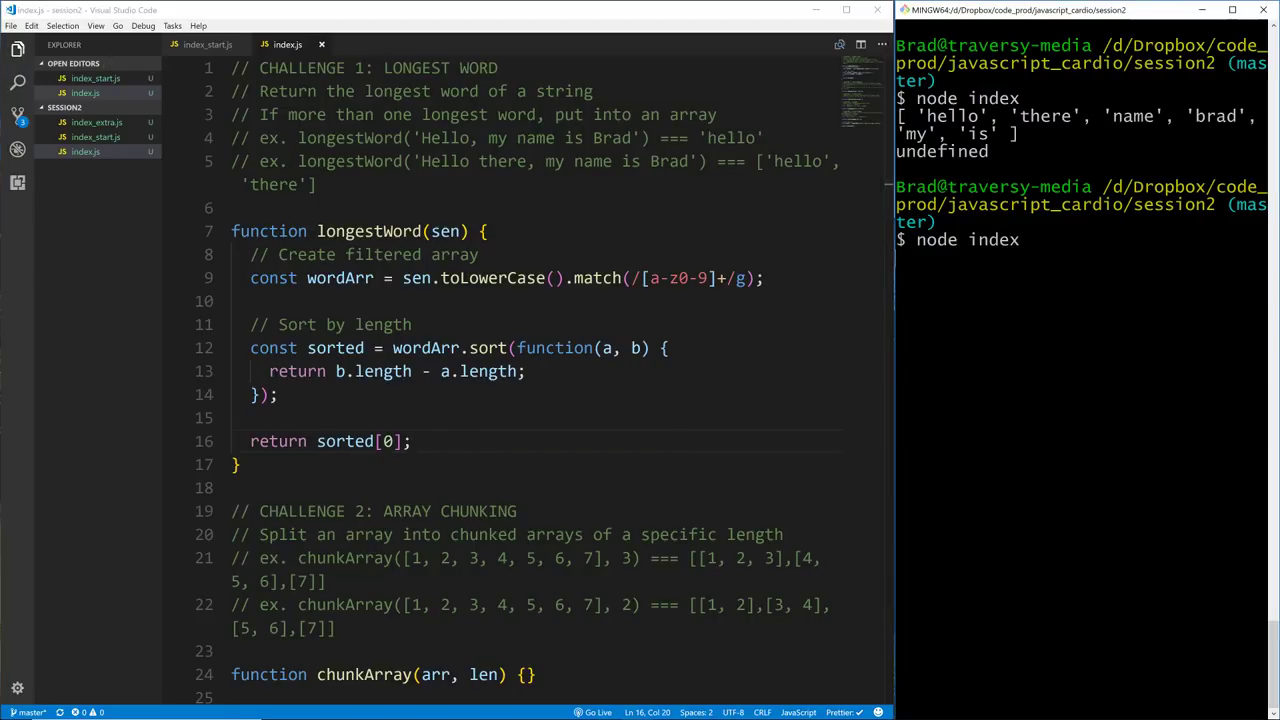 index.js - session2 - Visual Studio Code
File Edit Selection View Go Debug Tasks Help
EXPLORER
OPEN EDITORS
index_start.js U
index.js U
SESSION2
index_extra.js U
index_start.js U
index.js U
3
index_start.js index.js
1 // CHALLENGE 1: LONGEST WORD
2 // Return the longest word of a string
3 // If more than one longest word, put into an array
4 // ex. longestWord('Hello, my name is Brad') === 'hello'
5 // ex. longestWord('Hello there, my name is Brad') === ['hello',
'there']
6
7 function longestWord(sen) {
8 // Create filtered array
9 const wordArr = sen.toLowerCase().match(/[a-z0-9]+/g);
10
11 // Sort by length
12 const sorted = wordArr.sort(function(a, b) {
13 return b.length - a.length;
14 });
15
16 return sorted[0];
17 }
18
19 // CHALLENGE 2: ARRAY CHUNKING
20 // Split an array into chunked arrays of a specific length
21 // ex. chunkArray([1, 2, 3, 4, 5, 6, 7], 3) === [[1, 2, 3],[4,
5, 6],[7]]
22 // ex. chunkArray([1, 2, 3, 4, 5, 6, 7], 2) === [[1, 2],[3, 4],
[5, 6],[7]]
23
24 function chunkArray(arr, len) {}
25
master* 0 0 Go Live Ln 16, Col 20 Spaces: 2 UTF-8 CRLF JavaScript Prettier: ✓
MINGW64:/d/Dropbox/code_prod/javascript_cardio/session2
Brad@traversy-media /d/Dropbox/code_
prod/javascript_cardio/session2 (mas
ter)
$ node index
[ 'hello', 'there', 'name', 'brad',
'my', 'is' ]
undefined
Brad@traversy-media /d/Dropbox/code_
prod/javascript_cardio/session2 (mas
ter)
$ node index